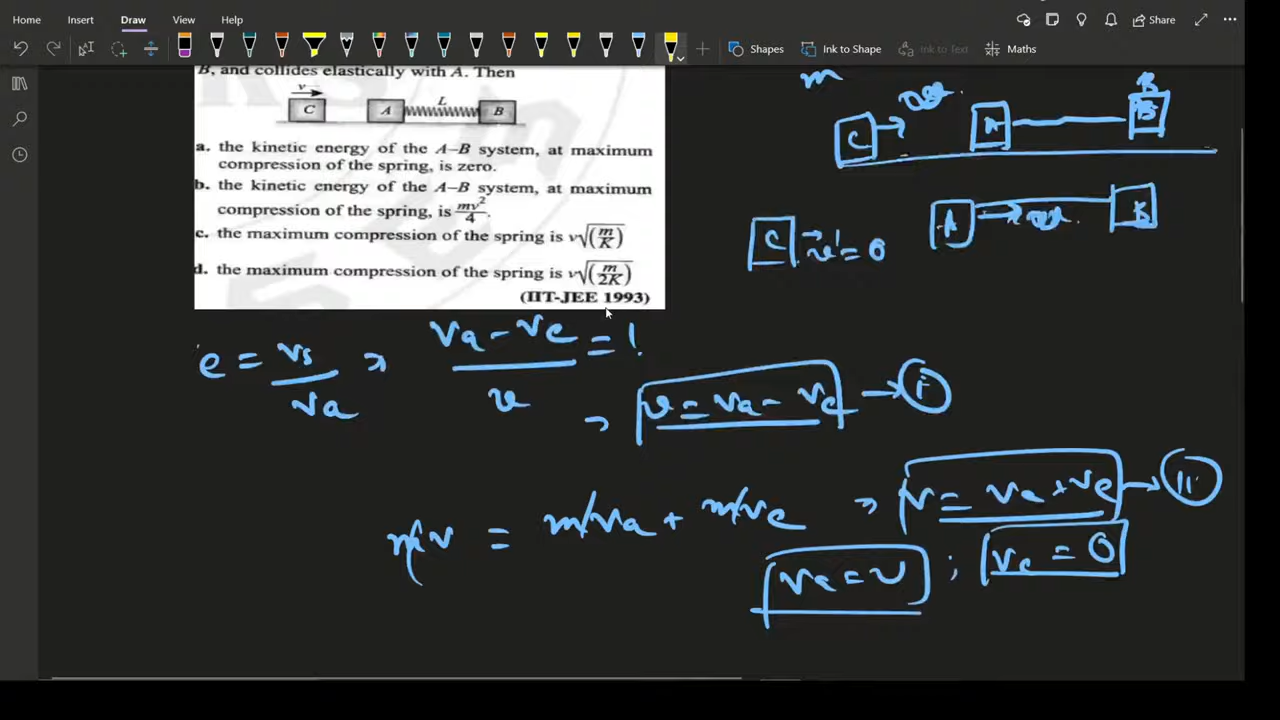 Home Insert Draw View Help
Share
Shapes Ink to Shape Ink to Text Maths
B, and collides elastically with A. Then
v
C A L B
a. the kinetic energy of the A–B system, at maximum
compression of the spring, is zero.
b. the kinetic energy of the A–B system, at maximum
compression of the spring, is mv²/4.
c. the maximum compression of the spring is v√(m/K)
d. the maximum compression of the spring is v√(m/2K)
(IIT-JEE 1993)
m
C A B
C v' = 0 A
e = vs/va → (va - vc)/v = 1
→ v = va - vc → i
mv = mva + mvc → v = va + vc → ii
va = v ; vc = 0